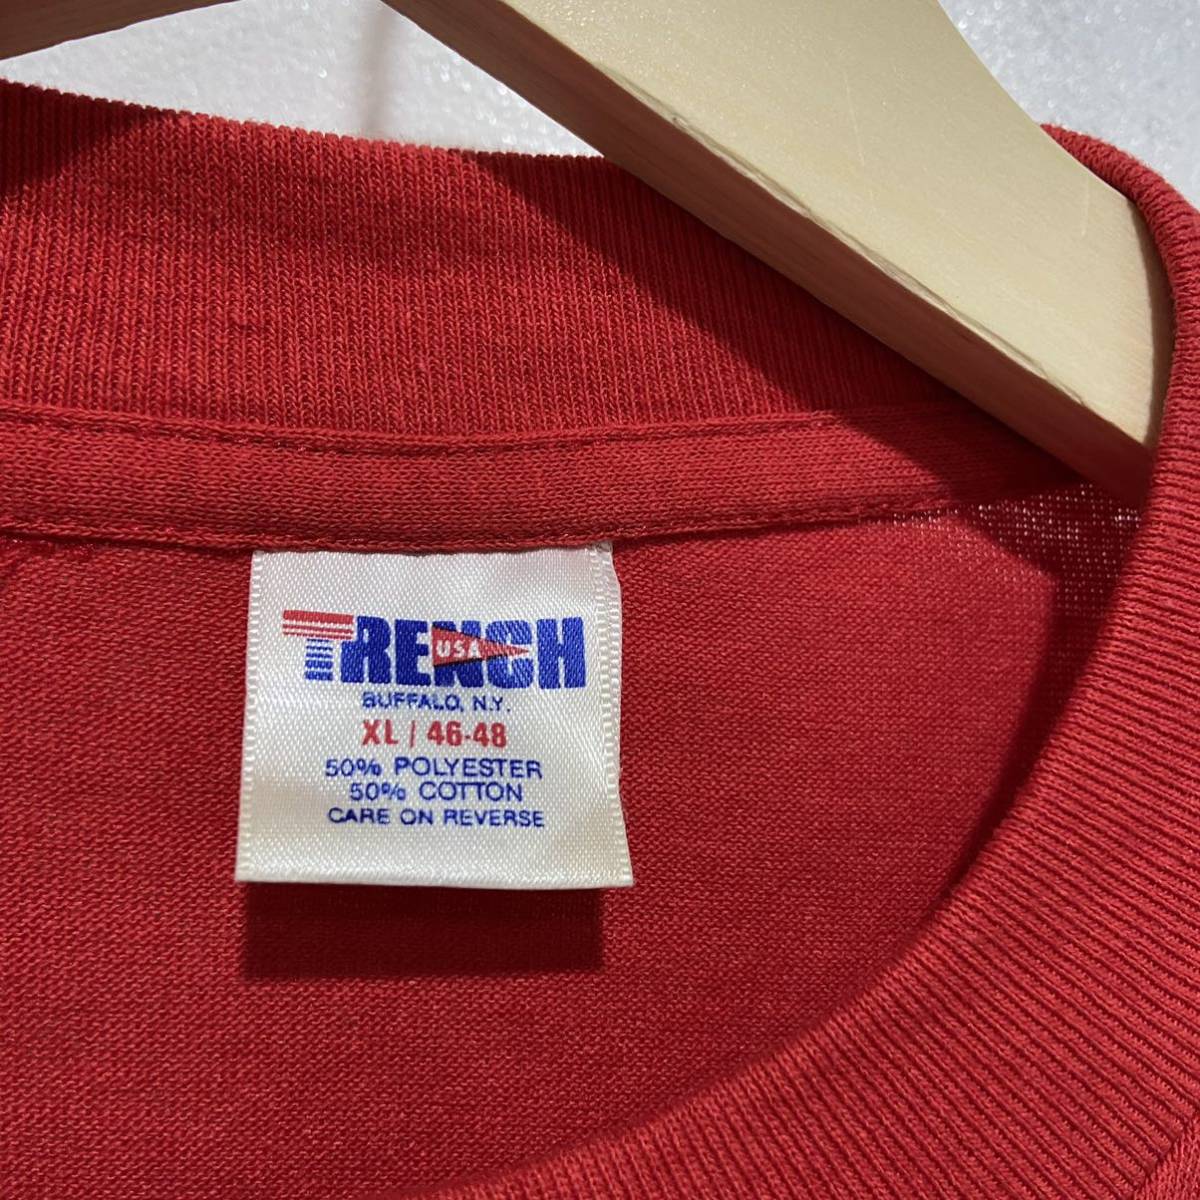 TRENCH
USA
BUFFALO, N.Y.
XL / 46-48
50% POLYESTER
50% COTTON
CARE ON REVERSE